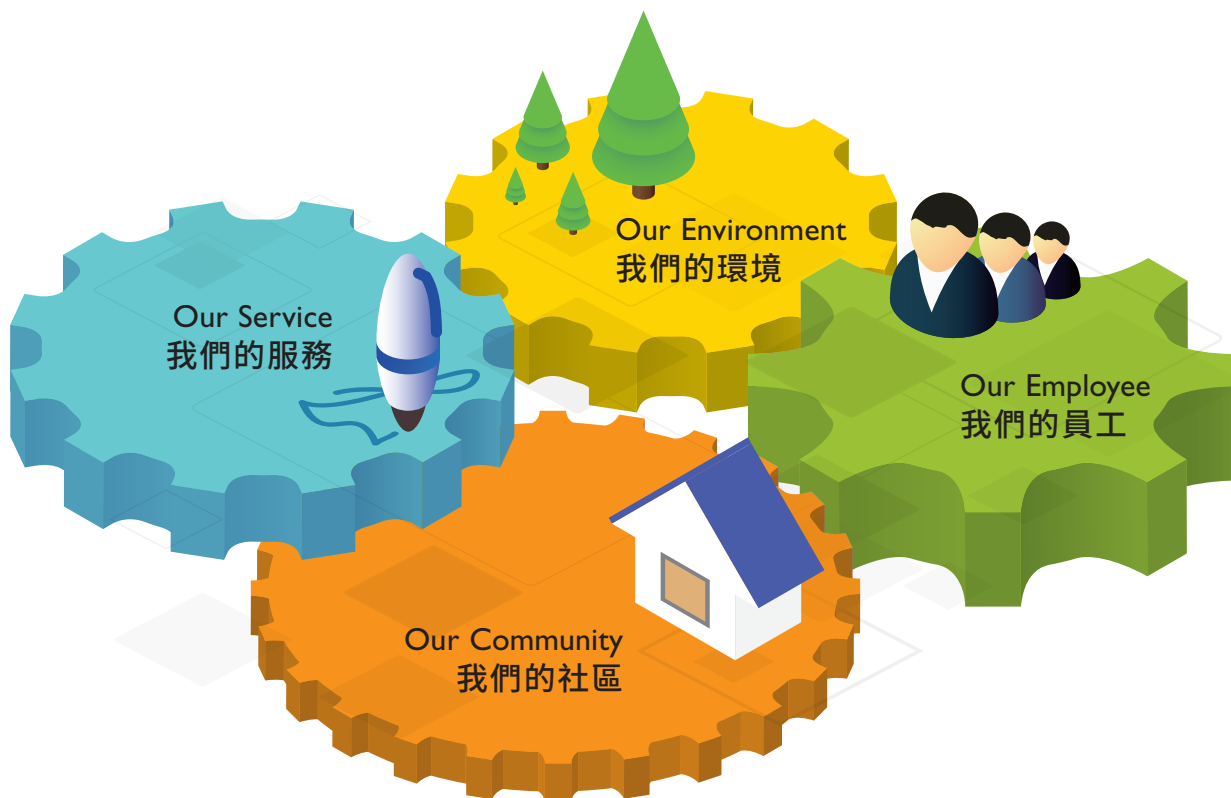 Our Environment
我們的環境
Our Service
我們的服務
Our Employee
我們的員工
Our Community
我們的社區